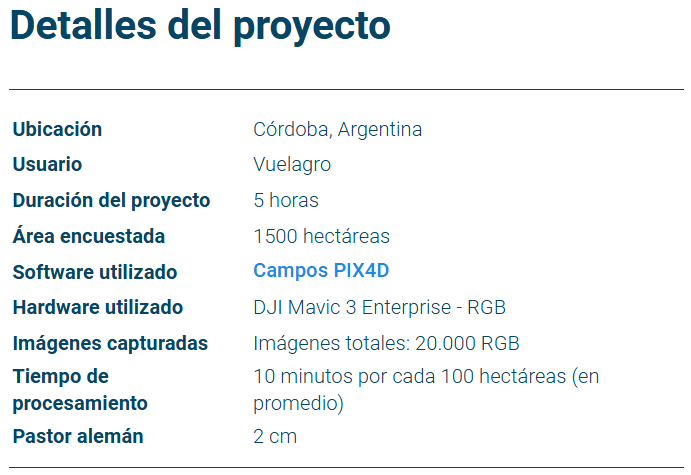 Detalles del proyecto
Ubicación Córdoba, Argentina
Usuario Vuelagro
Duración del proyecto 5 horas
Área encuestada 1500 hectáreas
Software utilizado Campos PIX4D
Hardware utilizado DJI Mavic 3 Enterprise - RGB
Imágenes capturadas Imágenes totales: 20.000 RGB
Tiempo de 10 minutos por cada 100 hectáreas (en
procesamiento promedio)
Pastor alemán 2 cm